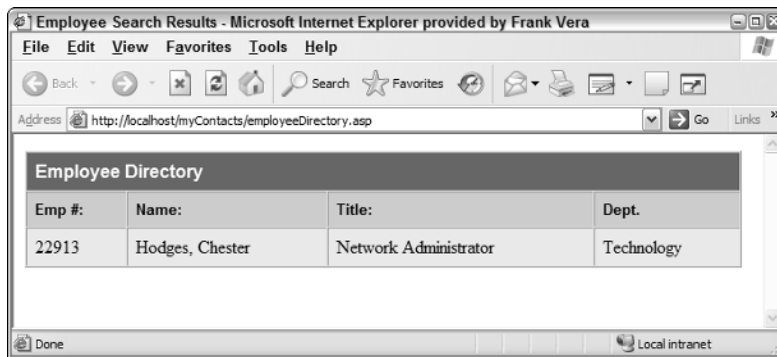 Employee Search Results - Microsoft Internet Explorer provided by Frank Vera
File Edit View Favorites Tools Help
Back Search Favorites
Address http://localhost/myContacts/employeeDirectory.asp Go Links »
Employee Directory
Emp #: Name: Title: Dept.
22913 Hodges, Chester Network Administrator Technology
Done Local intranet